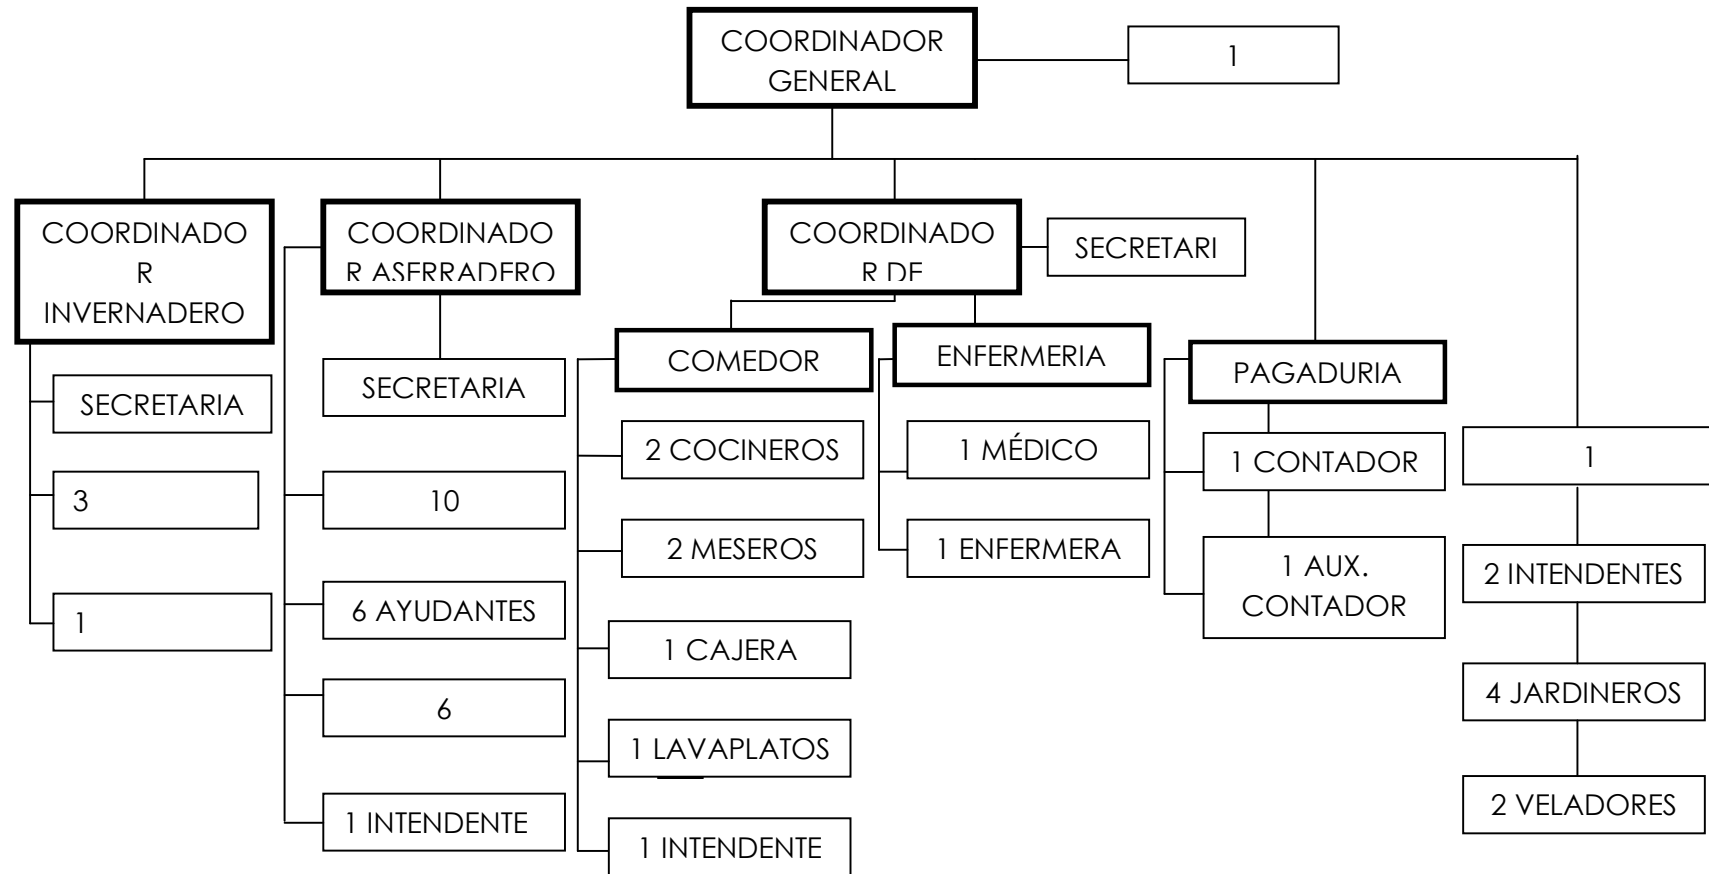 COORDINADOR
GENERAL
1
COORDINADO
R
INVERNADERO
COORDINADO
R ASERRADERO
COORDINADO
R DE
SECRETARI
SECRETARIA
3
1
SECRETARIA
10
6 AYUDANTES
6
1 INTENDENTE
COMEDOR
2 COCINEROS
2 MESEROS
1 CAJERA
1 LAVAPLATOS
1 INTENDENTE
ENFERMERIA
1 MÉDICO
1 ENFERMERA
PAGADURIA
1 CONTADOR
1 AUX.
CONTADOR
1
2 INTENDENTES
4 JARDINEROS
2 VELADORES